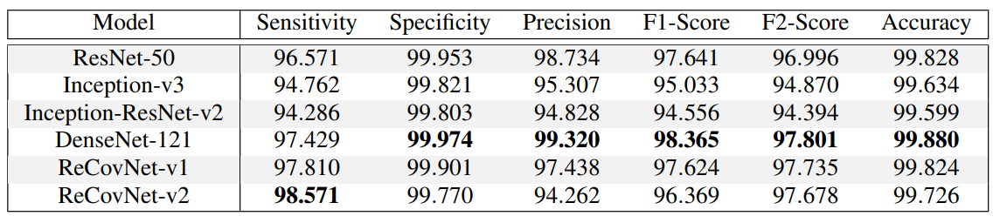 Model Sensitivity Specificity Precision F1-Score F2-Score Accuracy
ResNet-50 96.571 99.953 98.734 97.641 96.996 99.828
Inception-v3 94.762 99.821 95.307 95.033 94.870 99.634
Inception-ResNet-v2 94.286 99.803 94.828 94.556 94.394 99.599
DenseNet-121 97.429 99.974 99.320 98.365 97.801 99.880
ReCovNet-v1 97.810 99.901 97.438 97.624 97.735 99.824
ReCovNet-v2 98.571 99.770 94.262 96.369 97.678 99.726